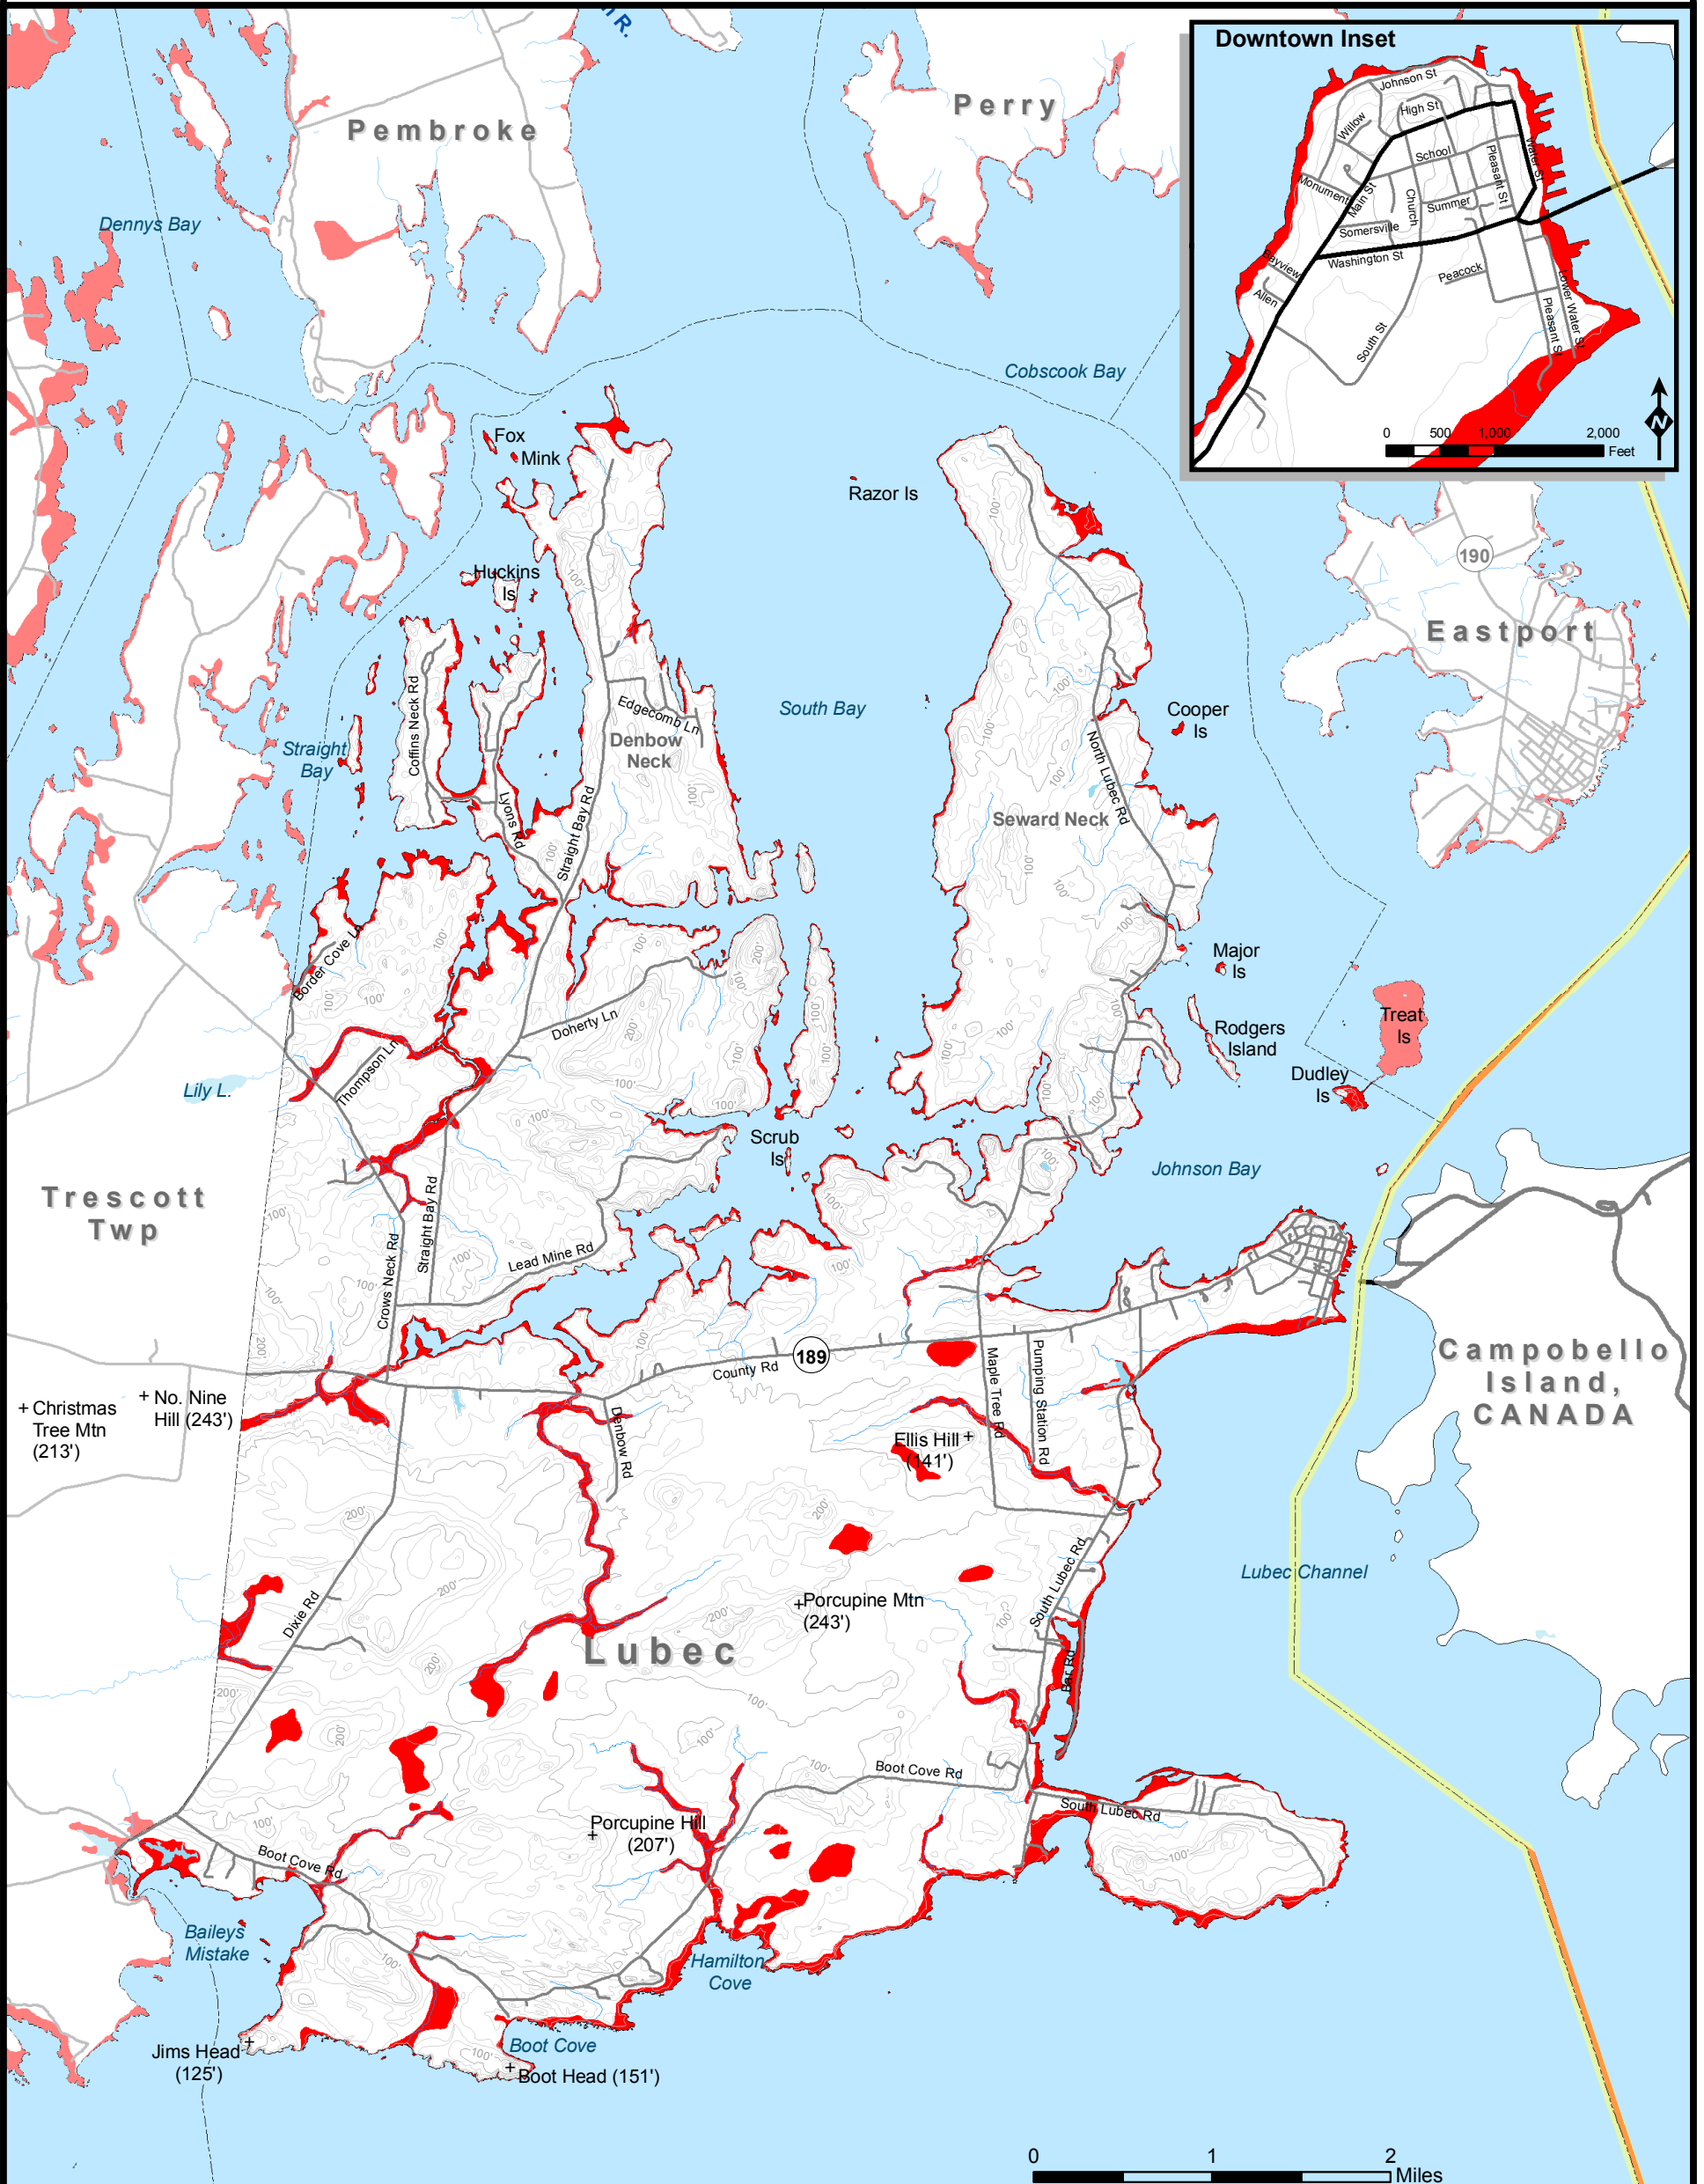 Downtown Inset
Johnson St
High St
Willow
School
Pleasant St
Water St
Monument
Main St
Church
Summer
Somersville
Washington St
Bayview
Allen
Peacock
South St
Pleasant St
Lower Water St
N
0 500 1,000 2,000
Feet
R.
Pembroke
Perry
Dennys Bay
Cobscook Bay
Fox
Mink
Razor Is
190
Huckins
Is
Eastport
Coffins Neck Rd
Edgecomb Ln
Denbow
Neck
South Bay
Cooper
Is
Straight
Bay
North Lubec Rd
Lyons Rd
Straight Bay Rd
Seward Neck
Border Cove Ln
Major
Is
Rodgers
Island
Treat
Is
Doherty Ln
Thompson Ln
Lily L.
Dudley
Is
Scrub
Is
Johnson Bay
Trescott
Twp
Straight Bay Rd
Crows Neck Rd
Lead Mine Rd
189
County Rd
Maple Tree Rd
Pumping Station Rd
Campobello
Island,
CANADA
No. Nine
Hill (243')
Christmas
Tree Mtn
(213')
Denbow Rd
Ellis Hill
(141')
Dixie Rd
Porcupine Mtn
(243')
South Lubec Rd
Lubec Channel
Lubec
Bar Rd
Boot Cove Rd
South Lubec Rd
Porcupine Hill
(207')
Boot Cove Rd
Baileys
Mistake
Hamilton
Cove
Jims Head
(125')
Boot Cove
Boot Head (151')
100'
200'
0 1 2
Miles